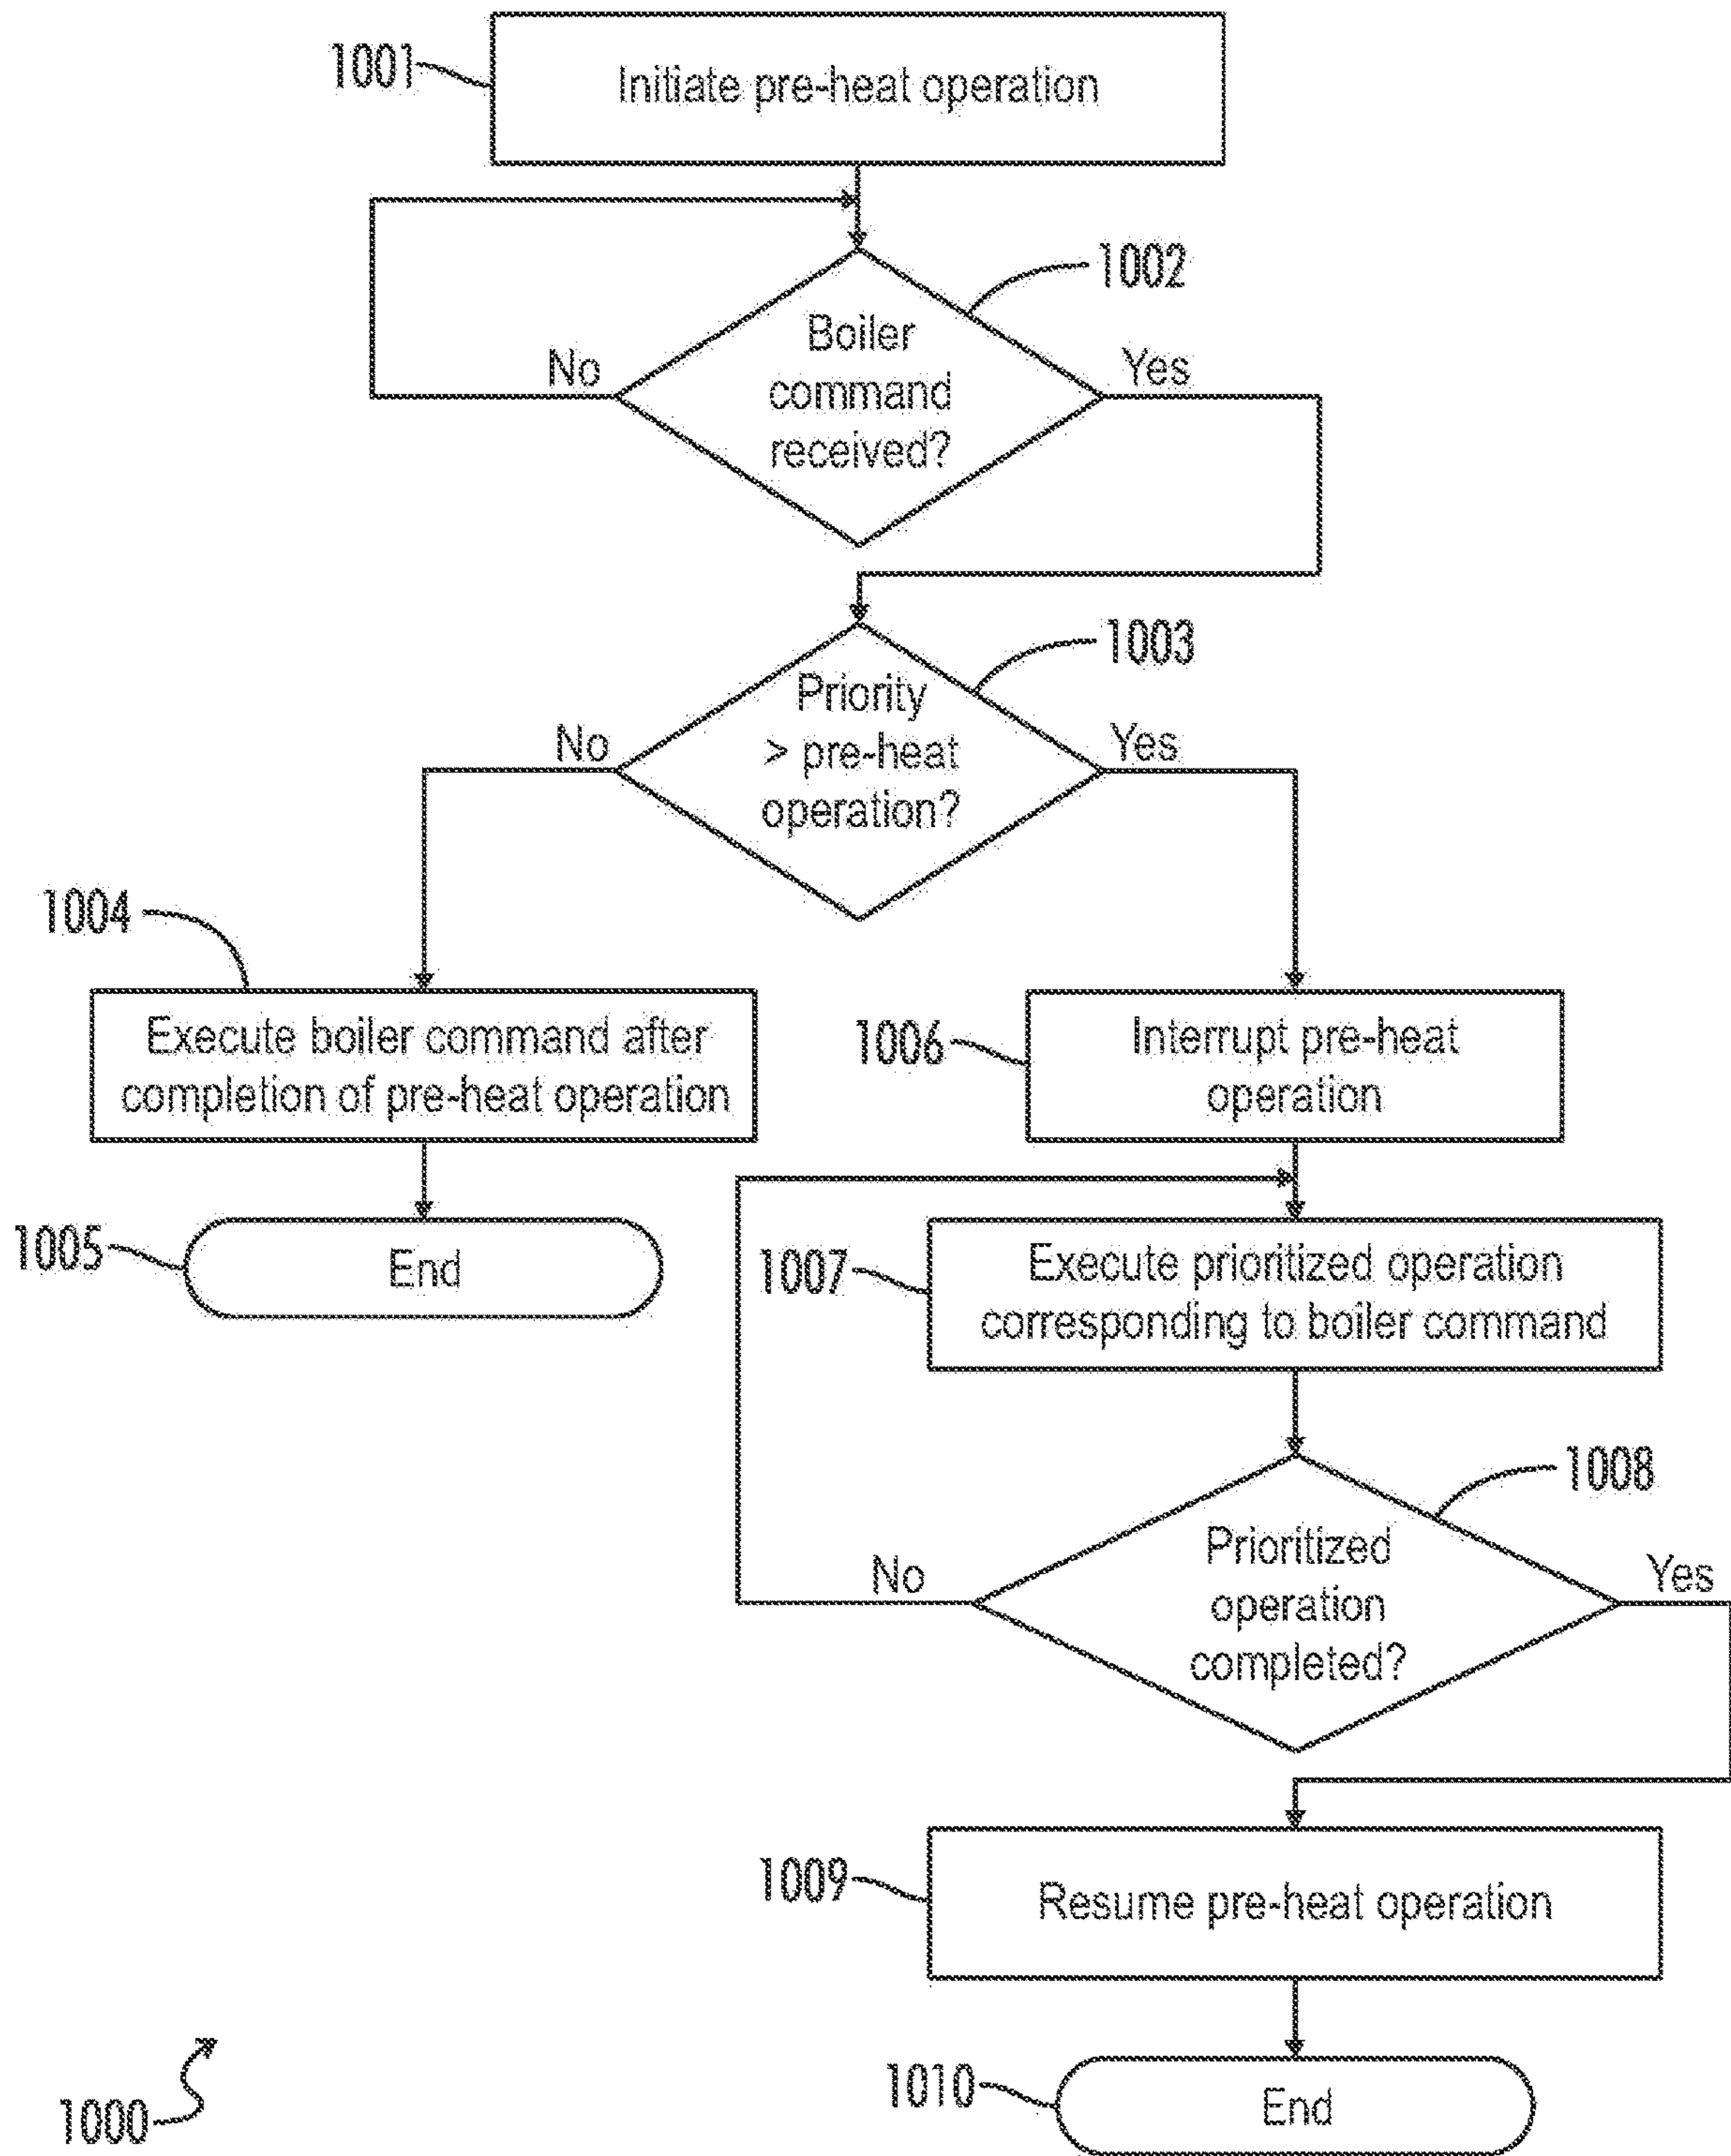 1001
Initiate pre-heat operation
1002
Boiler
command
received?
No
Yes
1003
Priority
> pre-heat
operation?
No
Yes
1004
Execute boiler command after
completion of pre-heat operation
1006
Interrupt pre-heat
operation
1005
End
1007
Execute prioritized operation
corresponding to boiler command
1008
Prioritized
operation
completed?
No
Yes
1009
Resume pre-heat operation
1010
End
1000